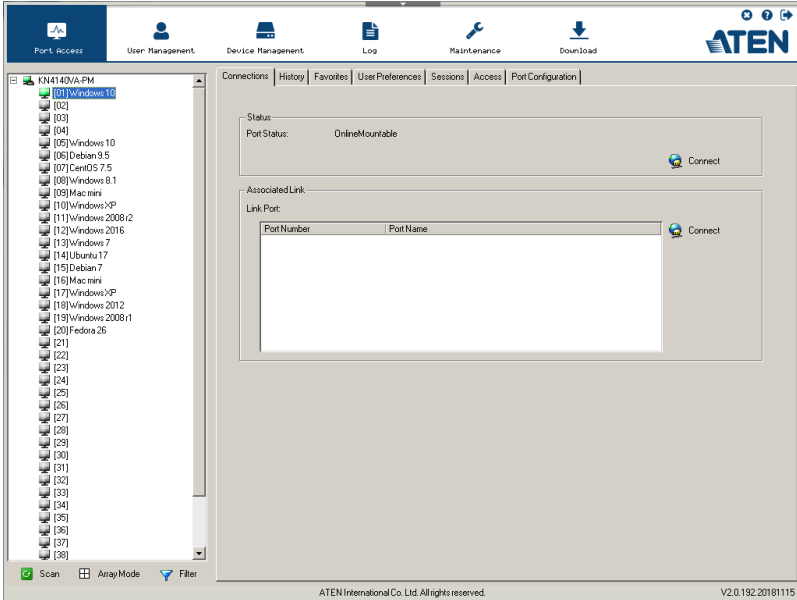 Port Access
User Management
Device Management
Log
Maintenance
Download
ATEN
KN4140VA-PM
[01]Windows 10
[02]
[03]
[04]
[05]Windows 10
[06]Debian 9.5
[07]CentOS 7.5
[08]Windows 8.1
[09]Mac mini
[10]WindowsXP
[11]Windows 2008 r2
[12]Windows 2016
[13]Windows 7
[14]Ubuntu 17
[15]Debian 7
[16]Mac mini
[17]WindowsXP
[18]Windows 2012
[19]Windows 2008 r1
[20]Fedora 26
[21]
[22]
[23]
[24]
[25]
[26]
[27]
[28]
[29]
[30]
[31]
[32]
[33]
[34]
[35]
[36]
[37]
[38]
Scan
Array Mode
Filter
Connections
History
Favorites
User Preferences
Sessions
Access
Port Configuration
Status
Port Status: OnlineMountable
Connect
Associated Link
Link Port:
Port Number Port Name
Connect
ATEN International Co. Ltd. All rights reserved.
V2.0.192.20181115